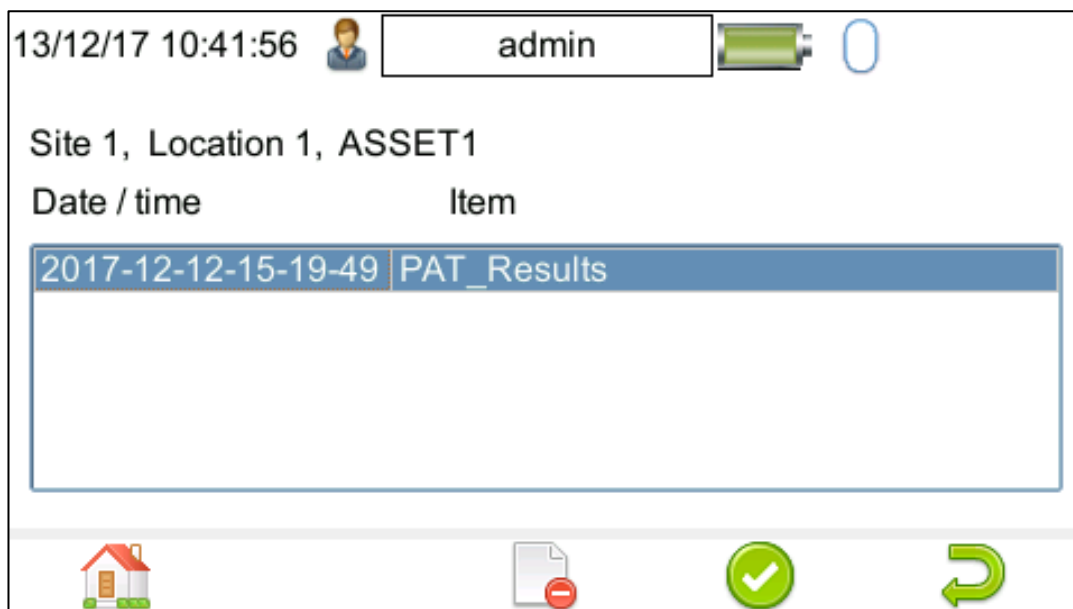 13/12/17 10:41:56 admin
Site 1, Location 1, ASSET1
Date / time Item
2017-12-12-15-19-49 PAT_Results